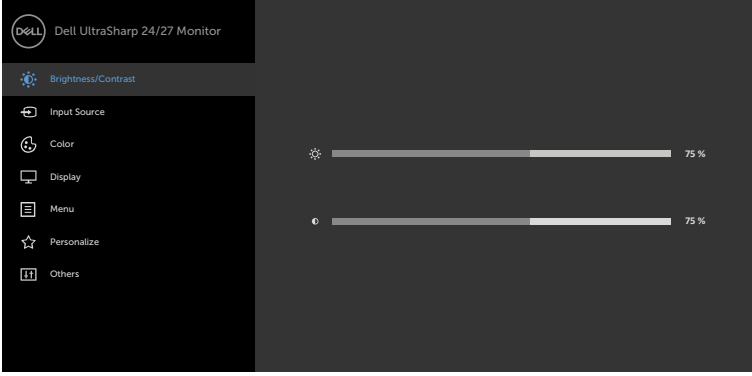 DELL
Dell UltraSharp 24/27 Monitor
Brightness/Contrast
Input Source
Color
Display
Menu
Personalize
Others
75 %
75 %